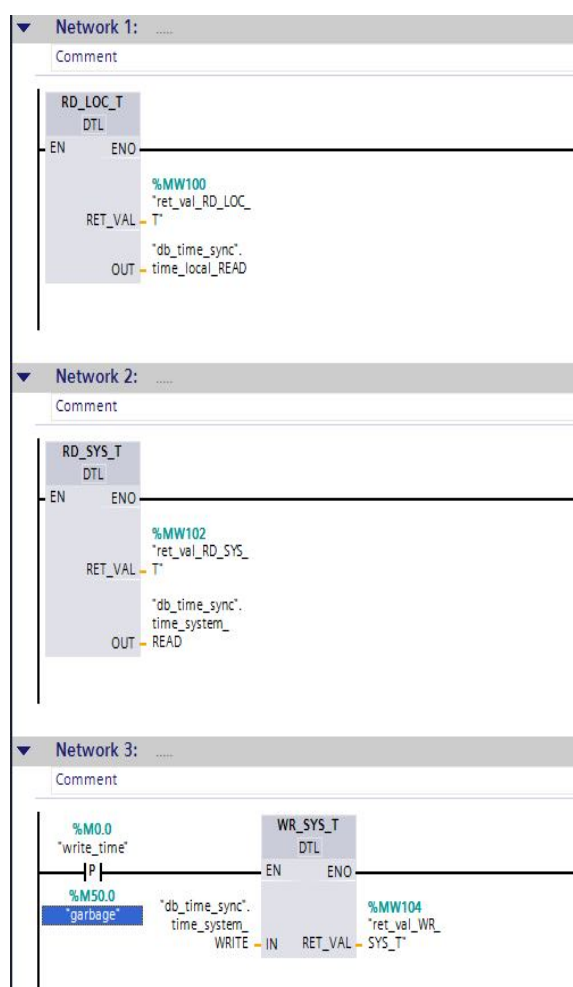 Network 1: .....
Comment
RD_LOC_T
DTL
EN ENO
%MW100
"ret_val_RD_LOC_
RET_VAL T"
"db_time_sync".
OUT time_local_READ
Network 2: .....
Comment
RD_SYS_T
DTL
EN ENO
%MW102
"ret_val_RD_SYS_
RET_VAL T"
"db_time_sync".
time_system_
OUT READ
Network 3: .....
Comment
%M0.0 WR_SYS_T
"write_time" DTL
P EN ENO
%M50.0
"garbage" "db_time_sync". %MW104
time_system_ "ret_val_WR_
WRITE IN RET_VAL SYS_T"